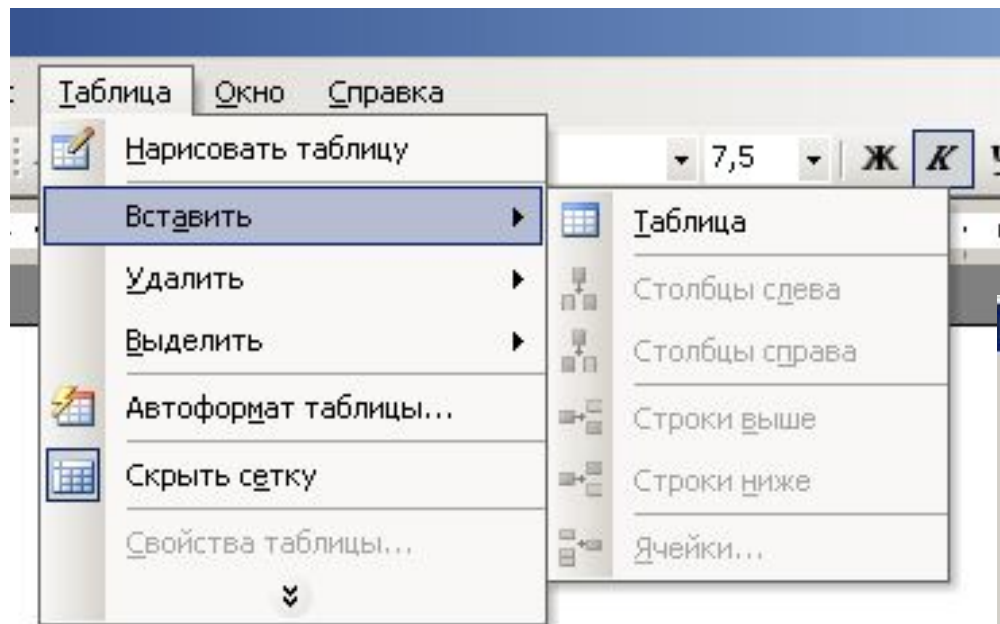 Таблица Окно Справка
Нарисовать таблицу
7,5 Ж К
Вставить
Таблица
Удалить
Столбцы слева
Выделить
Столбцы справа
Автоформат таблицы...
Строки выше
Скрыть сетку
Строки ниже
Свойства таблицы...
Ячейки...